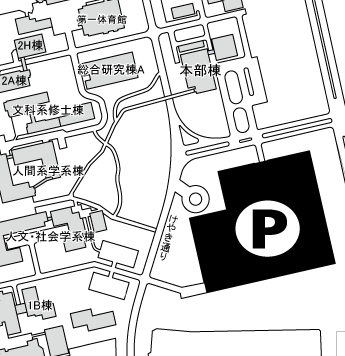 第一体育館
2H棟
総合研究棟A
本部棟
2A棟
文科系修士棟
人間系学系棟
けやき通り
人文・社会学系棟
P
1B棟